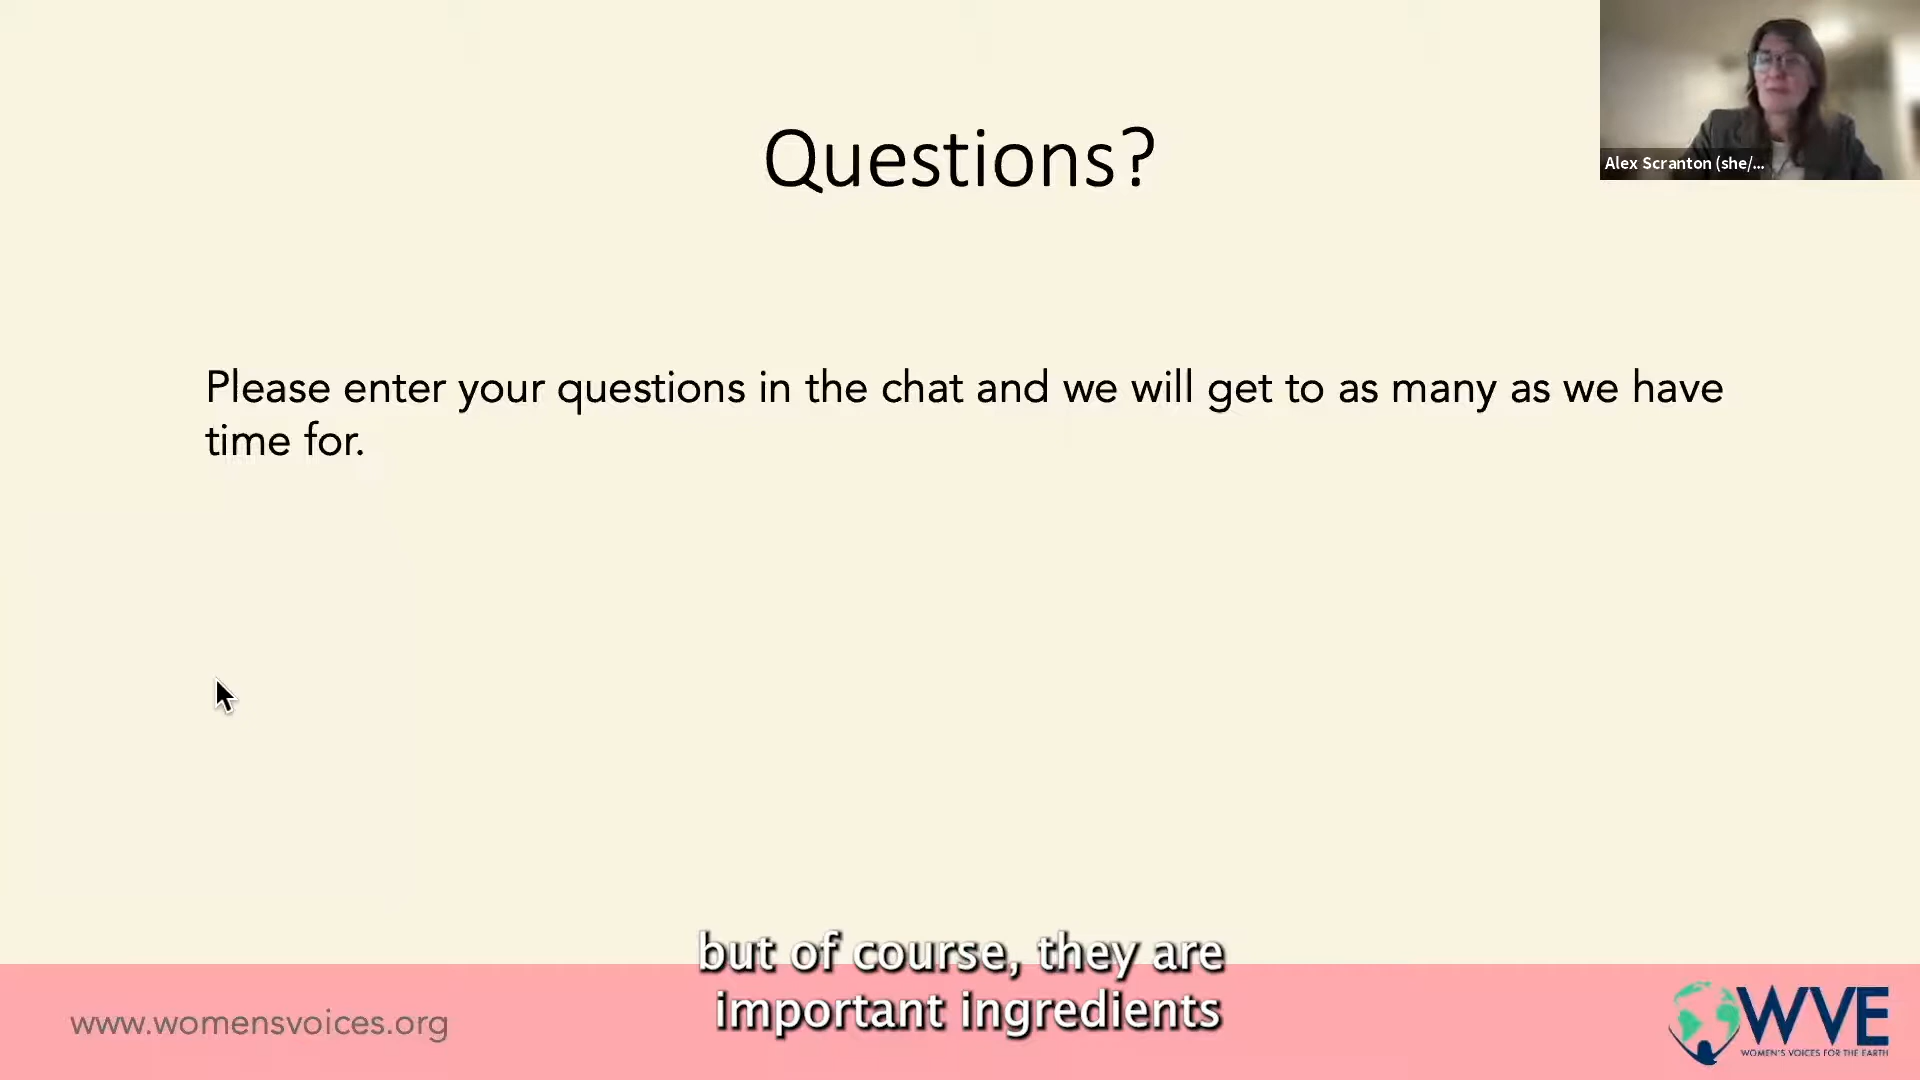 Questions?
Alex Scranton (she/...
Please enter your questions in the chat and we will get to as many as we have
time for.
but of course, they are
important ingredients
www.womensvoices.org
WVE
WOMEN'S VOICES FOR THE EARTH